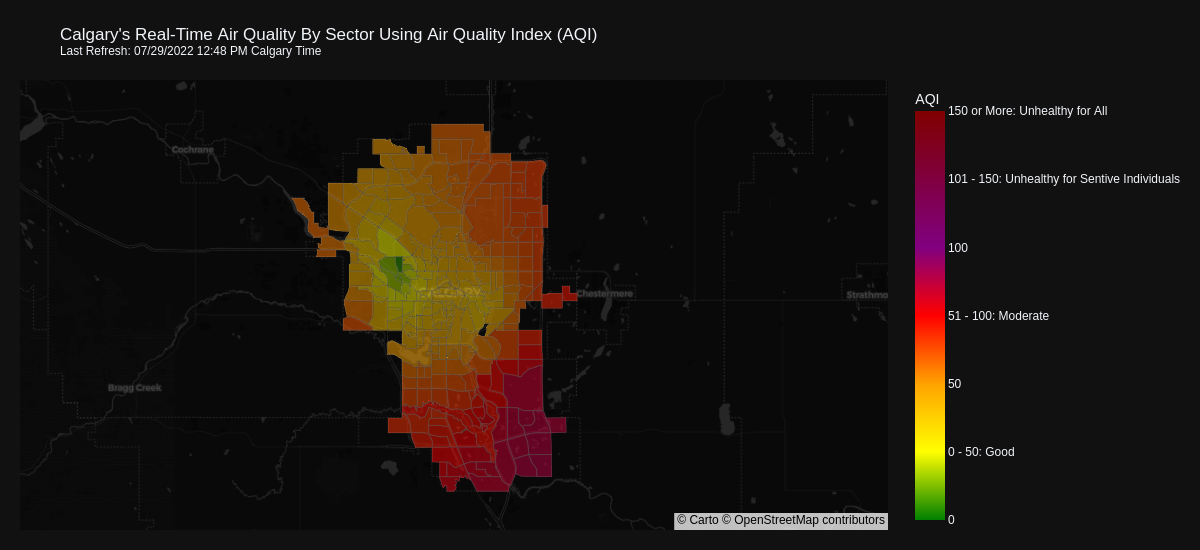 Calgary's Real-Time Air Quality By Sector Using Air Quality Index (AQI)
Last Refresh: 07/29/2022 12:48 PM Calgary Time
AQI
150 or More: Unhealthy for All
Cochrane
101 - 150: Unhealthy for Sentive Individuals
100
Chestermere
Strathmo
51 - 100: Moderate
50
Bragg Creek
0 - 50: Good
0
© Carto © OpenStreetMap contributors